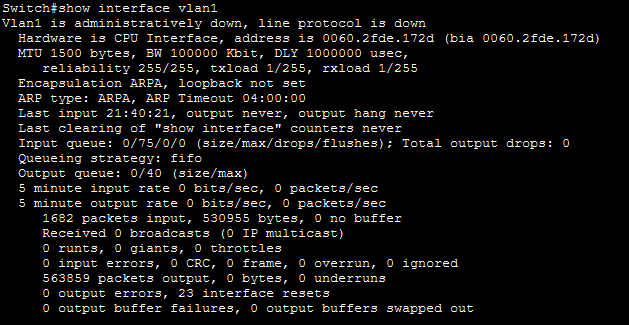 Switch#show interface vlan1
Vlan1 is administratively down, line protocol is down
Hardware is CPU Interface, address is 0060.2fde.172d (bia 0060.2fde.172d)
MTU 1500 bytes, BW 100000 Kbit, DLY 1000000 usec,
reliability 255/255, txload 1/255, rxload 1/255
Encapsulation ARPA, loopback not set
ARP type: ARPA, ARP Timeout 04:00:00
Last input 21:40:21, output never, output hang never
Last clearing of "show interface" counters never
Input queue: 0/75/0/0 (size/max/drops/flushes); Total output drops: 0
Queueing strategy: fifo
Output queue: 0/40 (size/max)
5 minute input rate 0 bits/sec, 0 packets/sec
5 minute output rate 0 bits/sec, 0 packets/sec
1682 packets input, 530955 bytes, 0 no buffer
Received 0 broadcasts (0 IP multicast)
0 runts, 0 giants, 0 throttles
0 input errors, 0 CRC, 0 frame, 0 overrun, 0 ignored
563859 packets output, 0 bytes, 0 underruns
0 output errors, 23 interface resets
0 output buffer failures, 0 output buffers swapped out